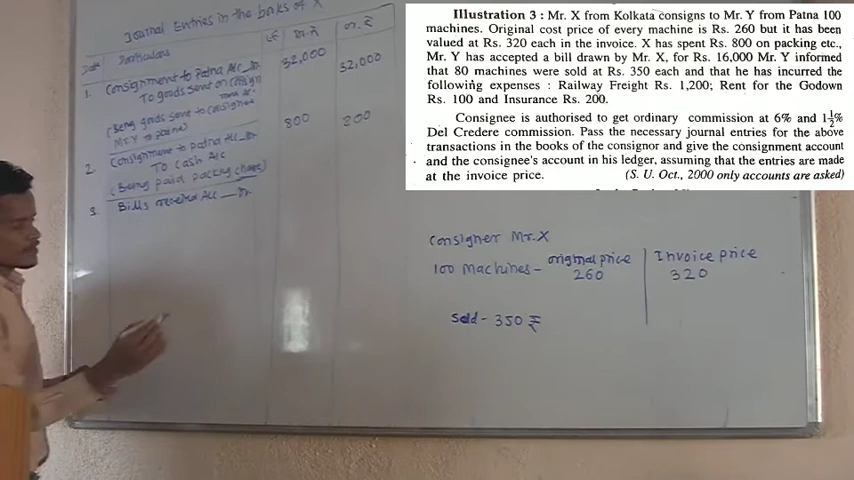 Journal Entries in the books of X
Date Particulars LF Dr. ₹ Cr. ₹
1. Consignment to Patna A/c _ Dr 32,000
To goods sent on Consign 32,000
(Being goods sent to consignee
Mr. Y to Patna)
2. Consignment to Patna A/c _ Dr 800
To Cash A/c 800
(Being paid packing charges)
3. Bills received A/c __ Dr
Illustration 3 : Mr. X from Kolkata consigns to Mr. Y from Patna 100
machines. Original cost price of every machine is Rs. 260 but it has been
valued at Rs. 320 each in the invoice. X has spent Rs. 800 on packing etc.,
Mr. Y has accepted a bill drawn by Mr. X, for Rs. 16,000 Mr. Y informed
that 80 machines were sold at Rs. 350 each and that he has incurred the
following expenses : Railway Freight Rs. 1,200; Rent for the Godown
Rs. 100 and Insurance Rs. 200.
Consignee is authorised to get ordinary commission at 6% and 1½%
Del Credere commission. Pass the necessary journal entries for the above
transactions in the books of the consignor and give the consignment account
and the consignee's account in his ledger, assuming that the entries are made
at the invoice price. (S. U. Oct., 2000 only accounts are asked)
Consigner Mr. X
100 Machines - original price Invoice price
260 320
Sold - 350 ₹